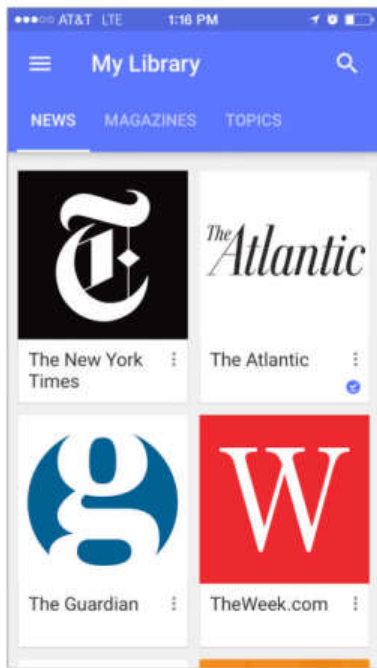 AT&T LTE 1:16 PM
My Library
NEWS MAGAZINES TOPICS
T
The Atlantic
The New York
Times
The Atlantic
g
W
The Guardian
TheWeek.com